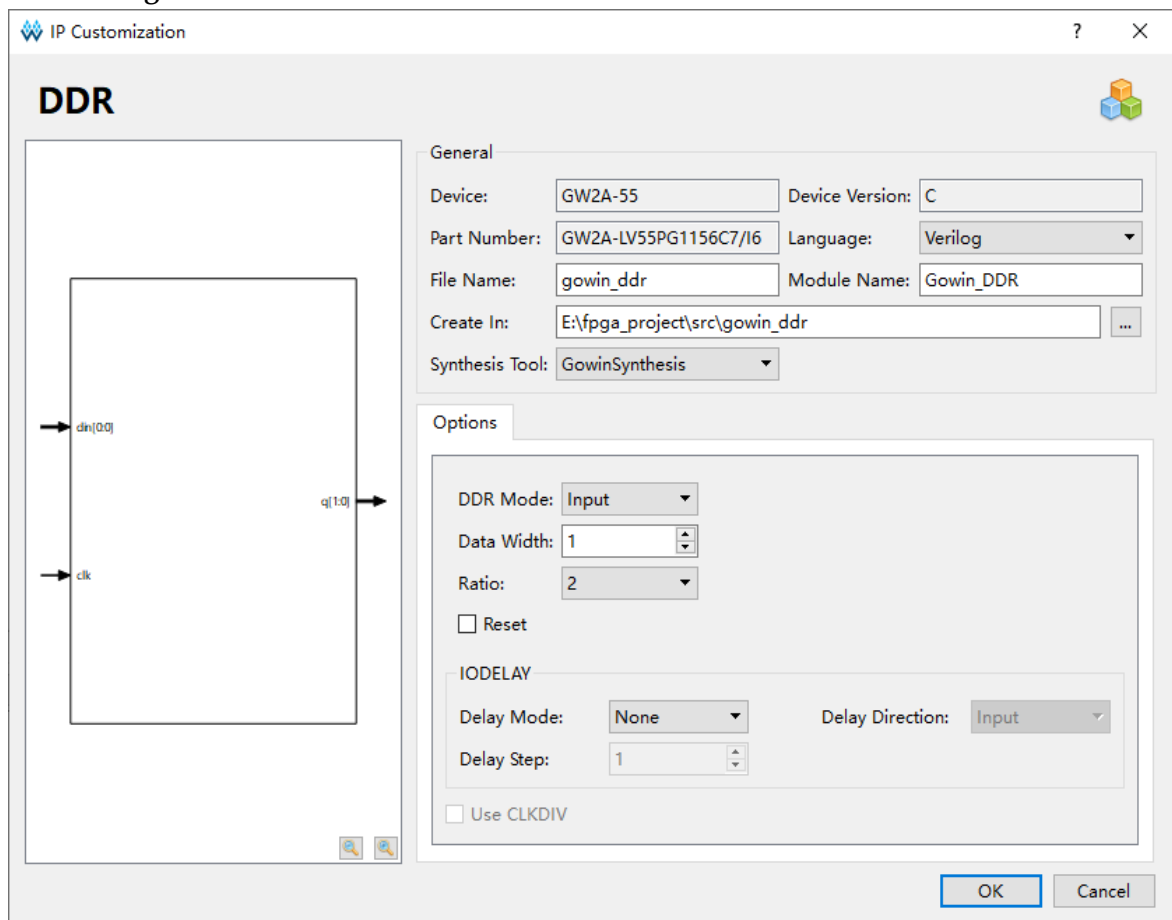 IP Customization
DDR
General
Device: GW2A-55 Device Version: C
Part Number: GW2A-LV55PG1156C7/I6 Language: Verilog
File Name: gowin_ddr Module Name: Gowin_DDR
Create In: E:\fpga_project\src\gowin_ddr ...
Synthesis Tool: GowinSynthesis
Options
din[0:0]
q[1:0]
clk
DDR Mode: Input
Data Width: 1
Ratio: 2
Reset
IODELAY
Delay Mode: None Delay Direction: Input
Delay Step: 1
Use CLKDIV
OK Cancel